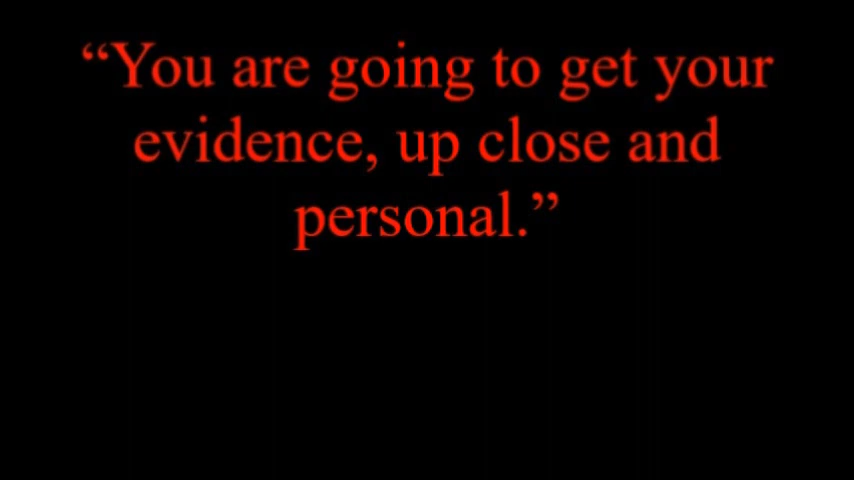 “You are going to get your
evidence, up close and
personal.”